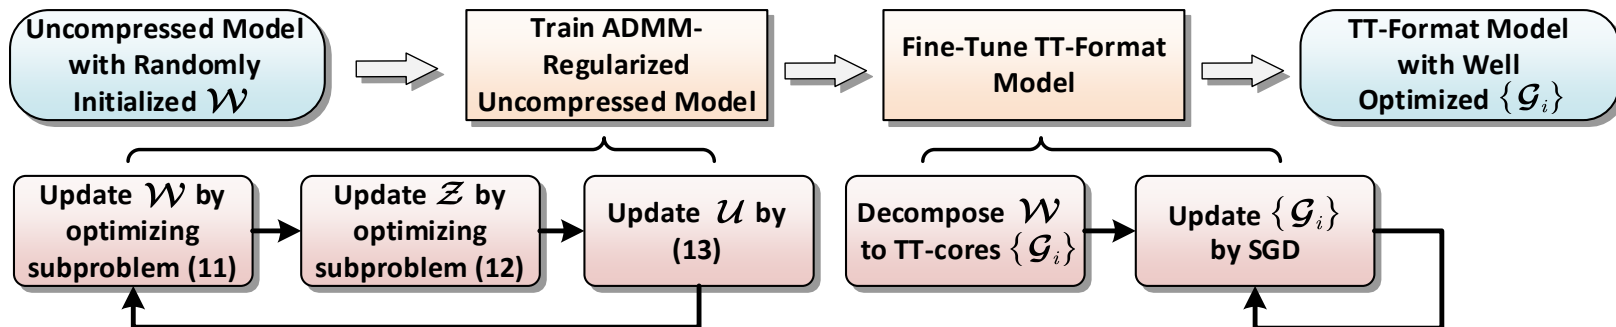 Uncompressed Model
with Randomly
Initialized 𝓦
Train ADMM-
Regularized
Uncompressed Model
Fine-Tune TT-Format
Model
TT-Format Model
with Well
Optimized {𝓖ᵢ}
Update 𝓦 by
optimizing
subproblem (11)
Update 𝓩 by
optimizing
subproblem (12)
Update 𝓤 by
(13)
Decompose 𝓦
to TT-cores {𝓖ᵢ}
Update {𝓖ᵢ}
by SGD